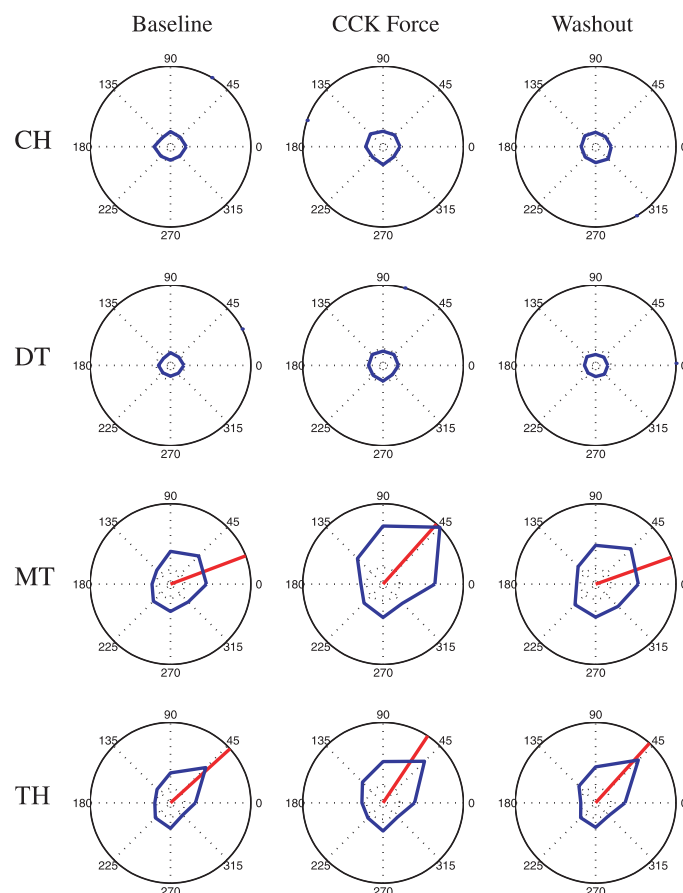 Baseline CCK Force Washout
90 90 90
135 45 135 45 135 45
CH 180 0 180 0 180 0
225 315 225 315 225 315
270 270 270
90 90 90
135 45 135 45 135 45
DT 180 0 180 0 180 0
225 315 225 315 225 315
270 270 270
90 90 90
135 45 135 45 135 45
MT 180 0 180 0 180 0
225 315 225 315 225 315
270 270 270
90 90 90
135 45 135 45 135 45
TH 180 0 180 0 180 0
225 315 225 315 225 315
270 270 270